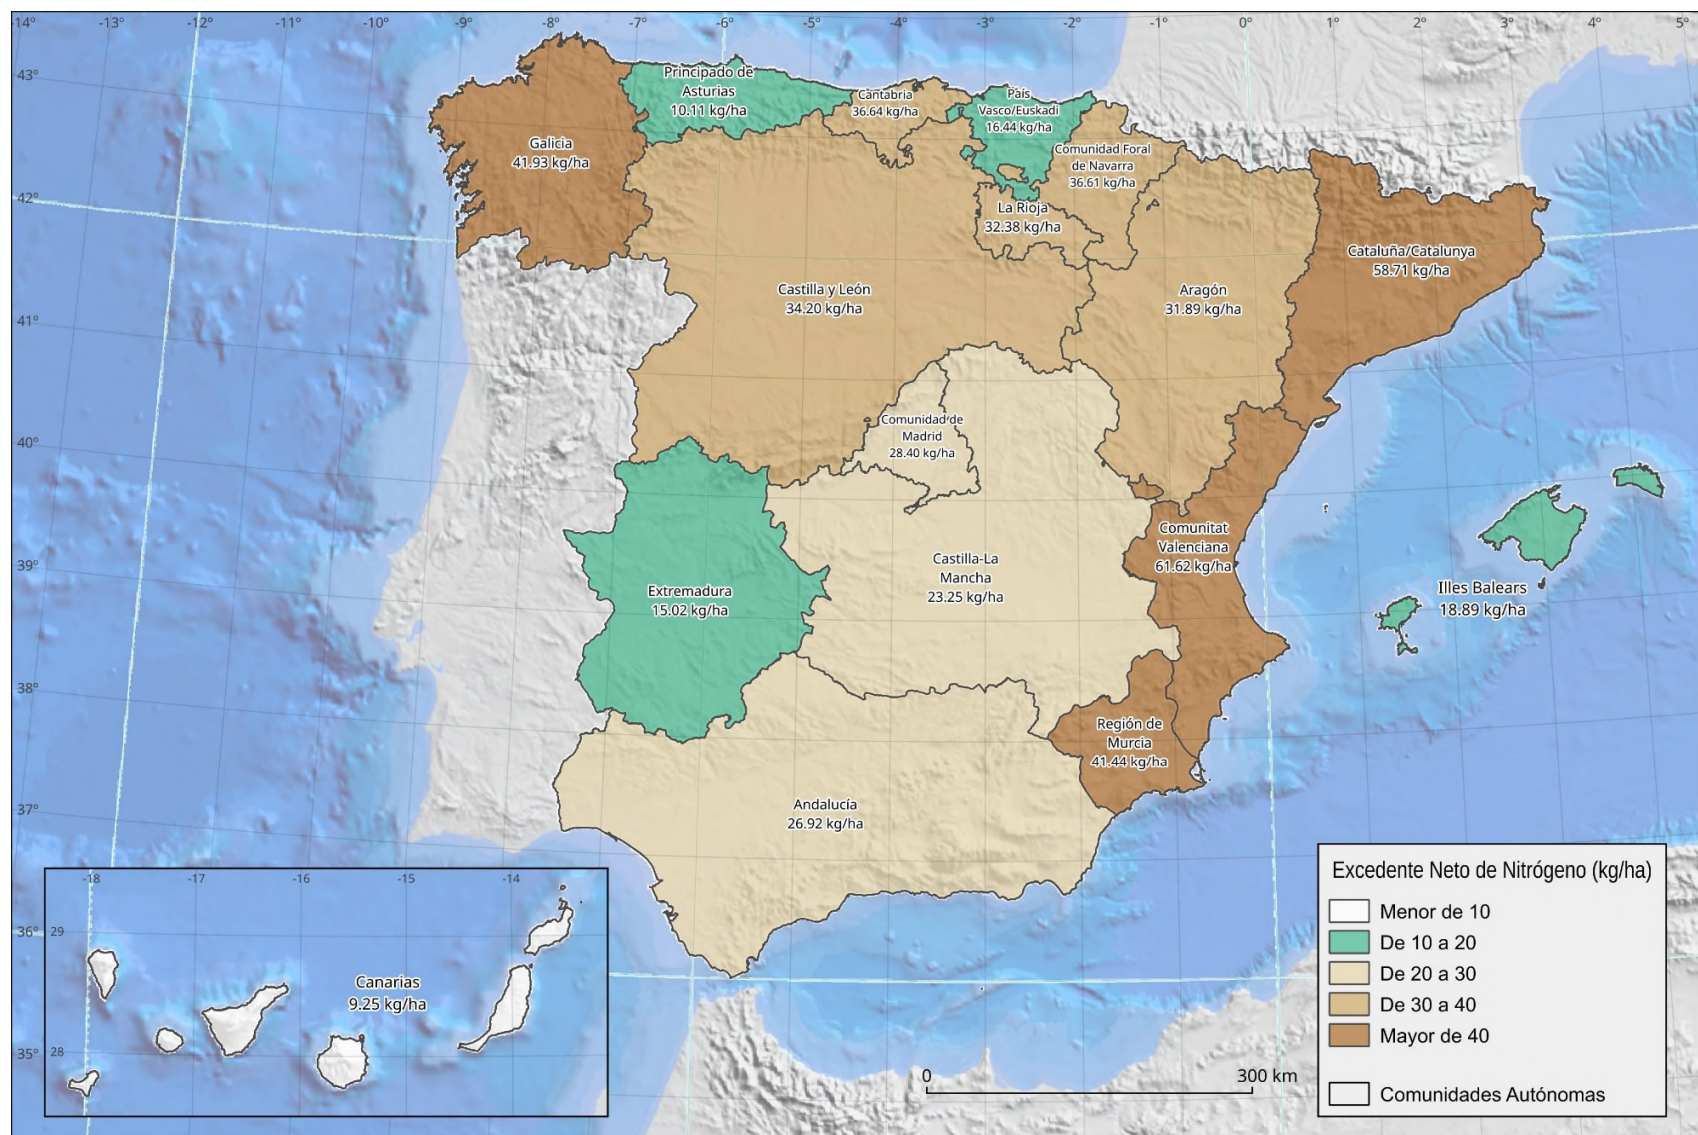 -14°
-13°
-12°
-11°
-10°
-9°
-8°
-7°
-6°
-5°
-4°
-3°
-2°
-1°
0°
1°
2°
3°
4°
5°
43°
42°
41°
40°
39°
38°
37°
36°
35°
Principado de
Asturias
10.11 kg/ha
Cantabria
36.64 kg/ha
País
Vasco/Euskadi
16.44 kg/ha
Galicia
41.93 kg/ha
Comunidad Foral
de Navarra
36.61 kg/ha
La Rioja
32.38 kg/ha
Cataluña/Catalunya
58.71 kg/ha
Castilla y León
34.20 kg/ha
Aragón
31.89 kg/ha
Comunidad de
Madrid
28.40 kg/ha
Comunitat
Valenciana
61.62 kg/ha
Castilla-La
Mancha
23.25 kg/ha
Extremadura
15.02 kg/ha
Illes Balears
18.89 kg/ha
Región de
Murcia
41.44 kg/ha
Andalucía
26.92 kg/ha
-18
-17
-16
-15
-14
29
28
Canarias
9.25 kg/ha
0
300 km
Excedente Neto de Nitrógeno (kg/ha)
Menor de 10
De 10 a 20
De 20 a 30
De 30 a 40
Mayor de 40
Comunidades Autónomas